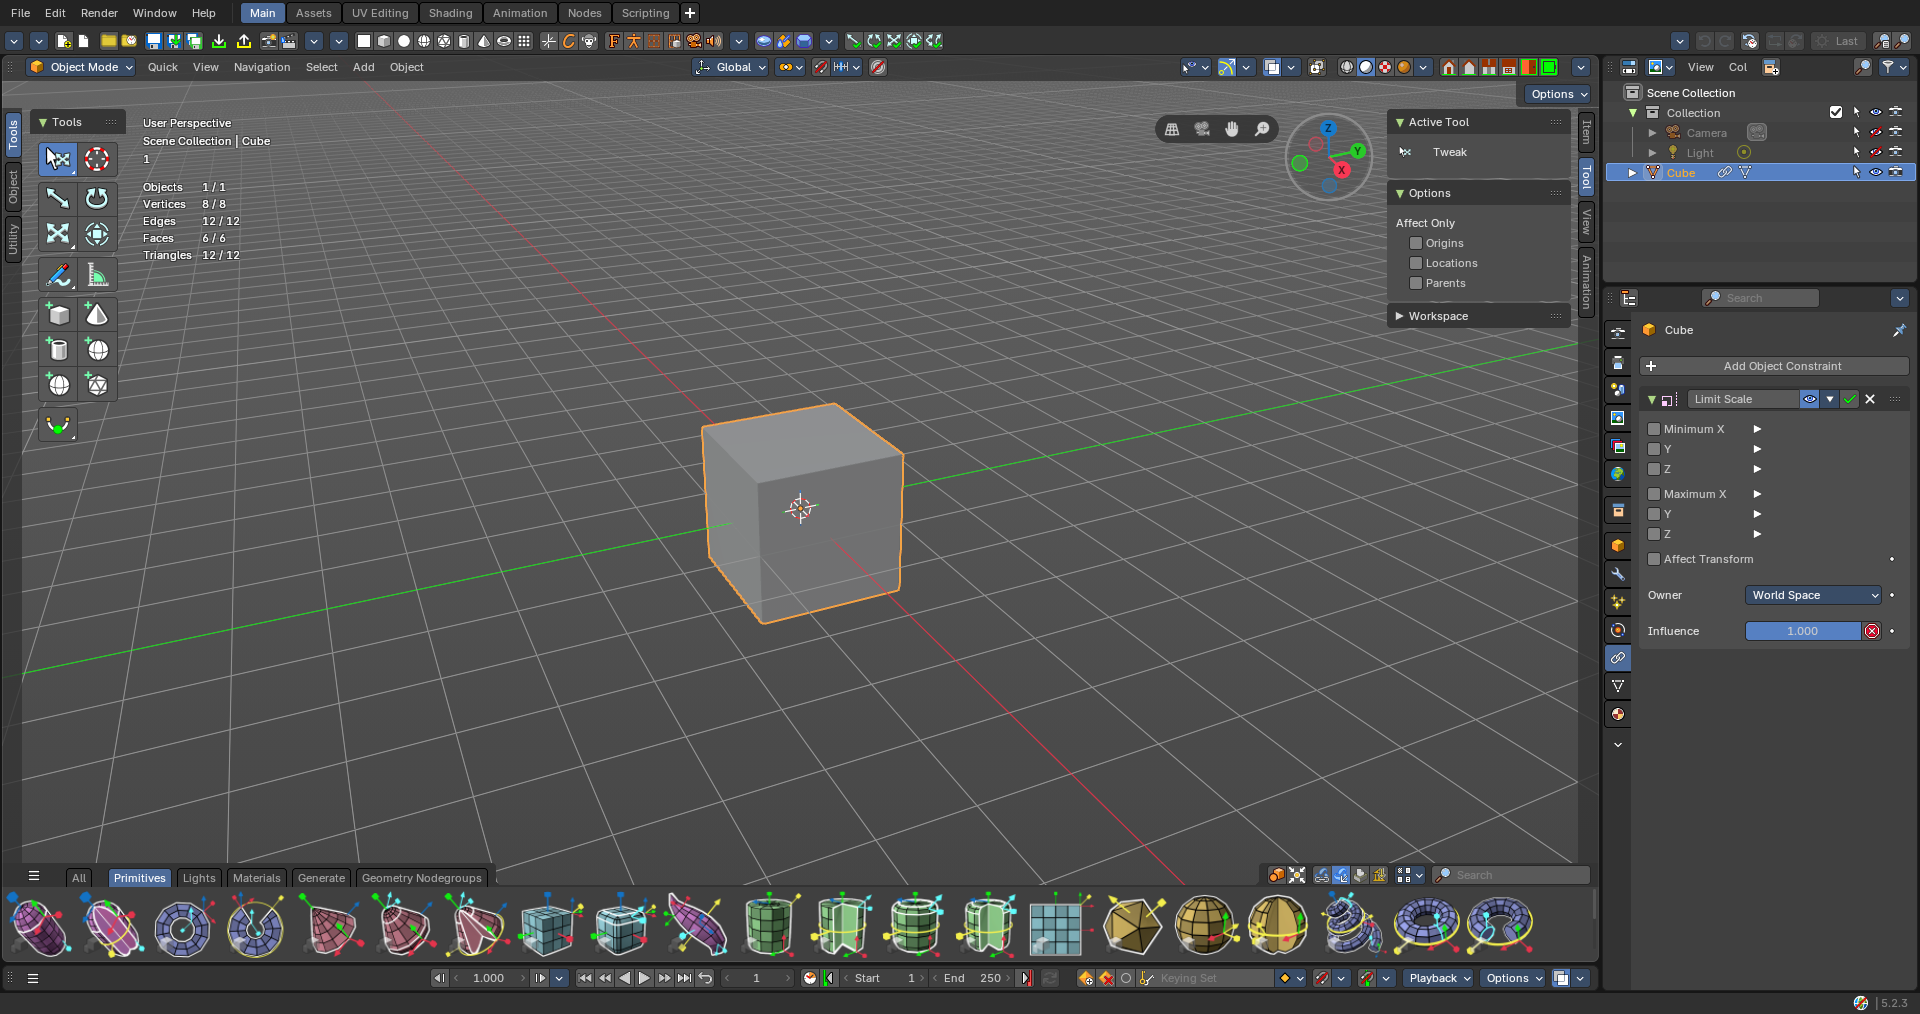 File Edit Render Window Help Main Assets UV Editing Shading Animation Nodes Scripting
Last
Object Mode Quick View Navigation Select Add Object Global
View Col
Options
Tools
Object
Utility
Tools
User Perspective
Scene Collection | Cube
1
Objects 1 / 1
Vertices 8 / 8
Edges 12 / 12
Faces 6 / 6
Triangles 12 / 12
Z
Y
X
Active Tool
Tweak
Options
Affect Only
Origins
Locations
Parents
Workspace
Item
Tool
View
Animation
Scene Collection
Collection
Camera
Light
Cube
Search
Cube
Add Object Constraint
Limit Scale
Minimum X
Y
Z
Maximum X
Y
Z
Affect Transform
Owner World Space
Influence 1.000
All Primitives Lights Materials Generate Geometry Nodegroups Search
1.000 1 Start 1 End 250 Keying Set Playback Options
5.2.3